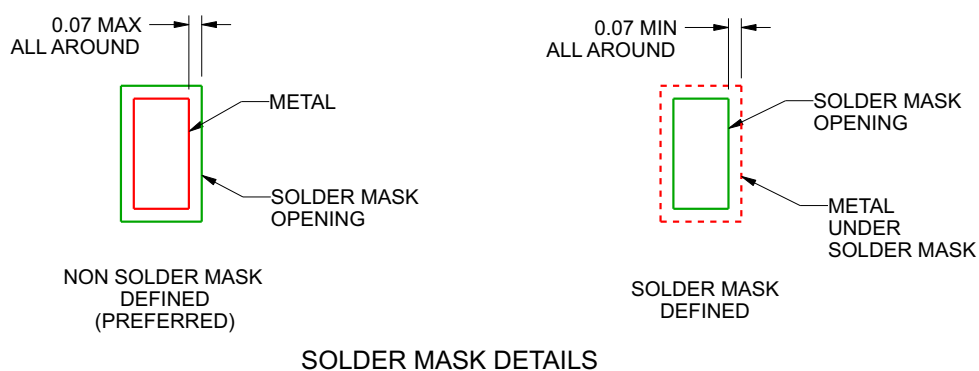 0.07 MAX
ALL AROUND
METAL
SOLDER MASK
OPENING
NON SOLDER MASK
DEFINED
(PREFERRED)
0.07 MIN
ALL AROUND
SOLDER MASK
OPENING
METAL
UNDER
SOLDER MASK
SOLDER MASK
DEFINED
SOLDER MASK DETAILS